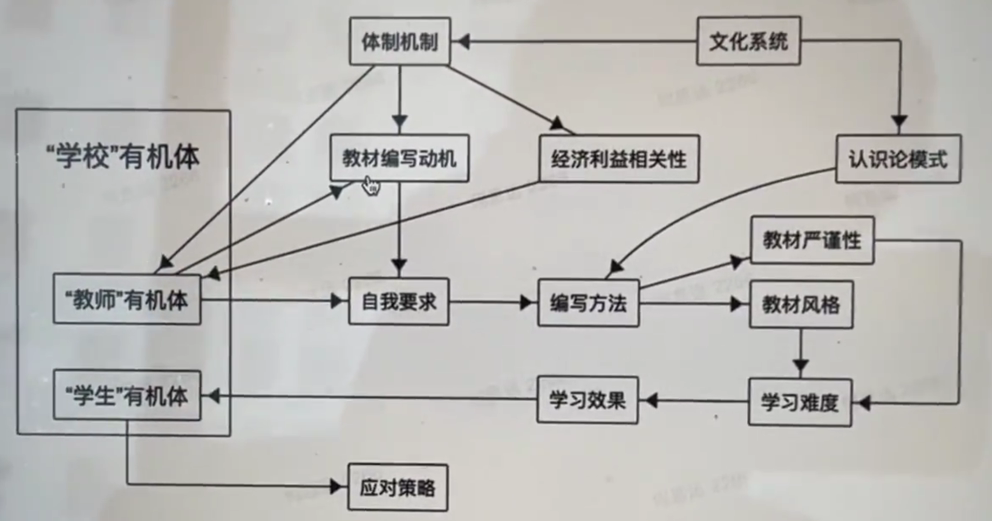 体制机制
文化系统
“学校”有机体
教材编写动机
经济利益相关性
认识论模式
教材严谨性
“教师”有机体
自我要求
编写方法
教材风格
“学生”有机体
学习效果
学习难度
应对策略